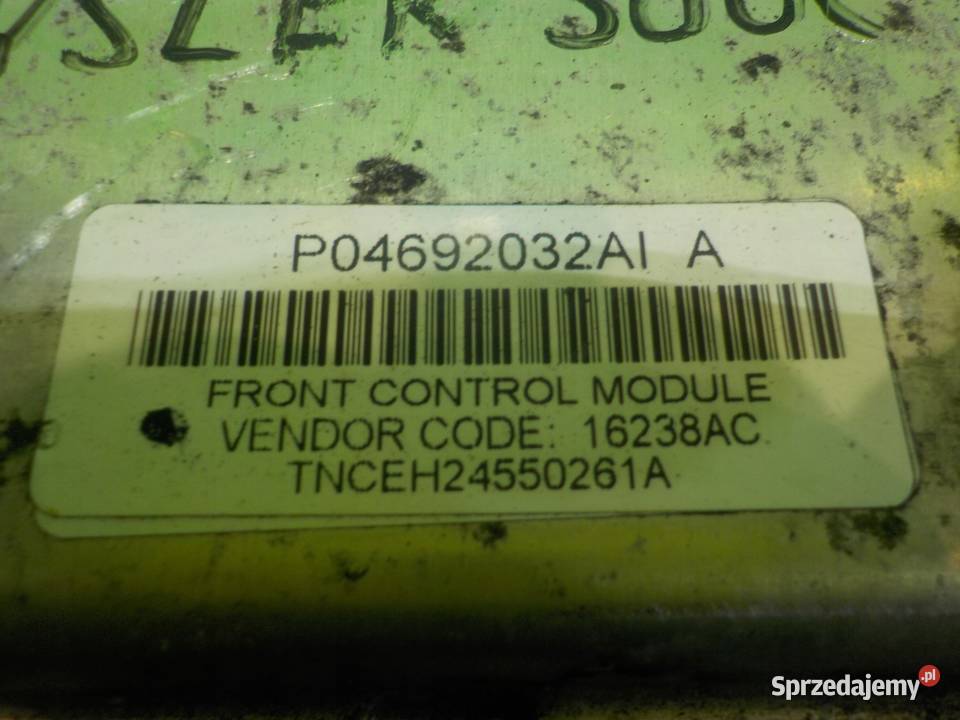 P04692032AI A
FRONT CONTROL MODULE
VENDOR CODE: 16238AC
TNCEH24550261A
Sprzedajemy.pl